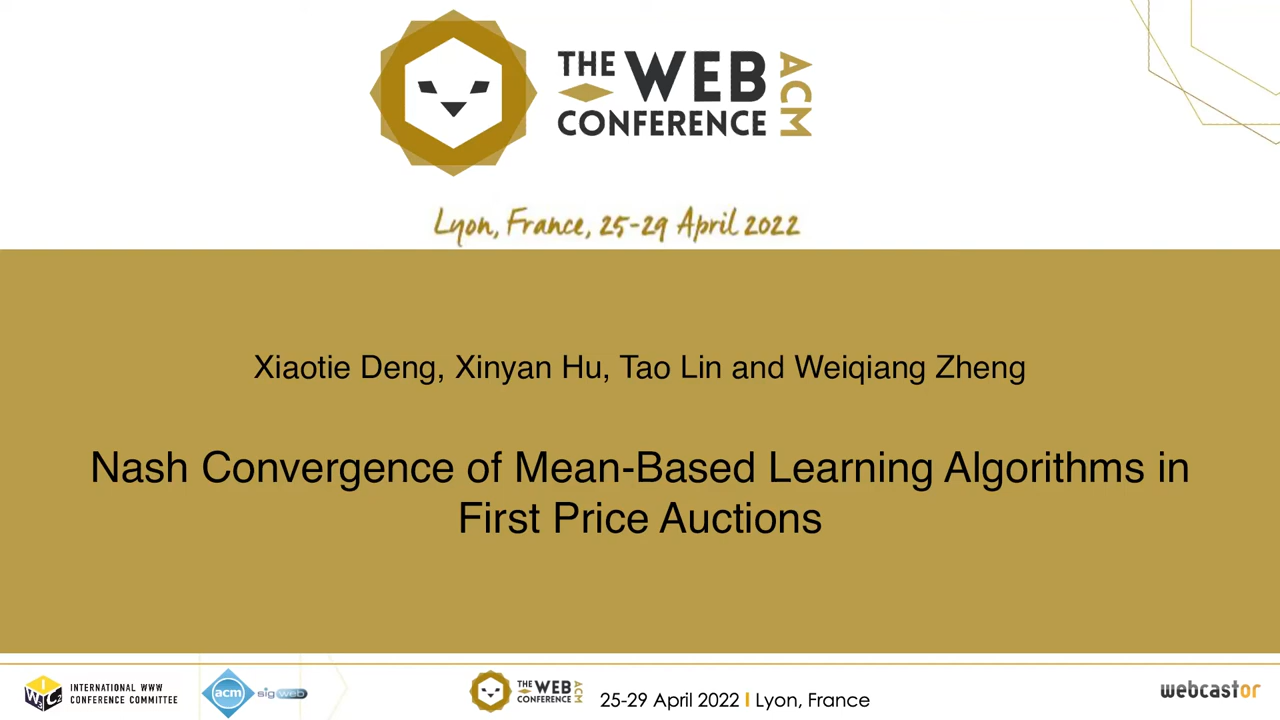 THE WEB CONFERENCE ACM
Lyon, France, 25-29 April 2022
Xiaotie Deng, Xinyan Hu, Tao Lin and Weiqiang Zheng
Nash Convergence of Mean-Based Learning Algorithms in
First Price Auctions
INTERNATIONAL WWW
CONFERENCE COMMITTEE
acm sigweb
THE WEB CONFERENCE ACM
25-29 April 2022 I Lyon, France
webcastor